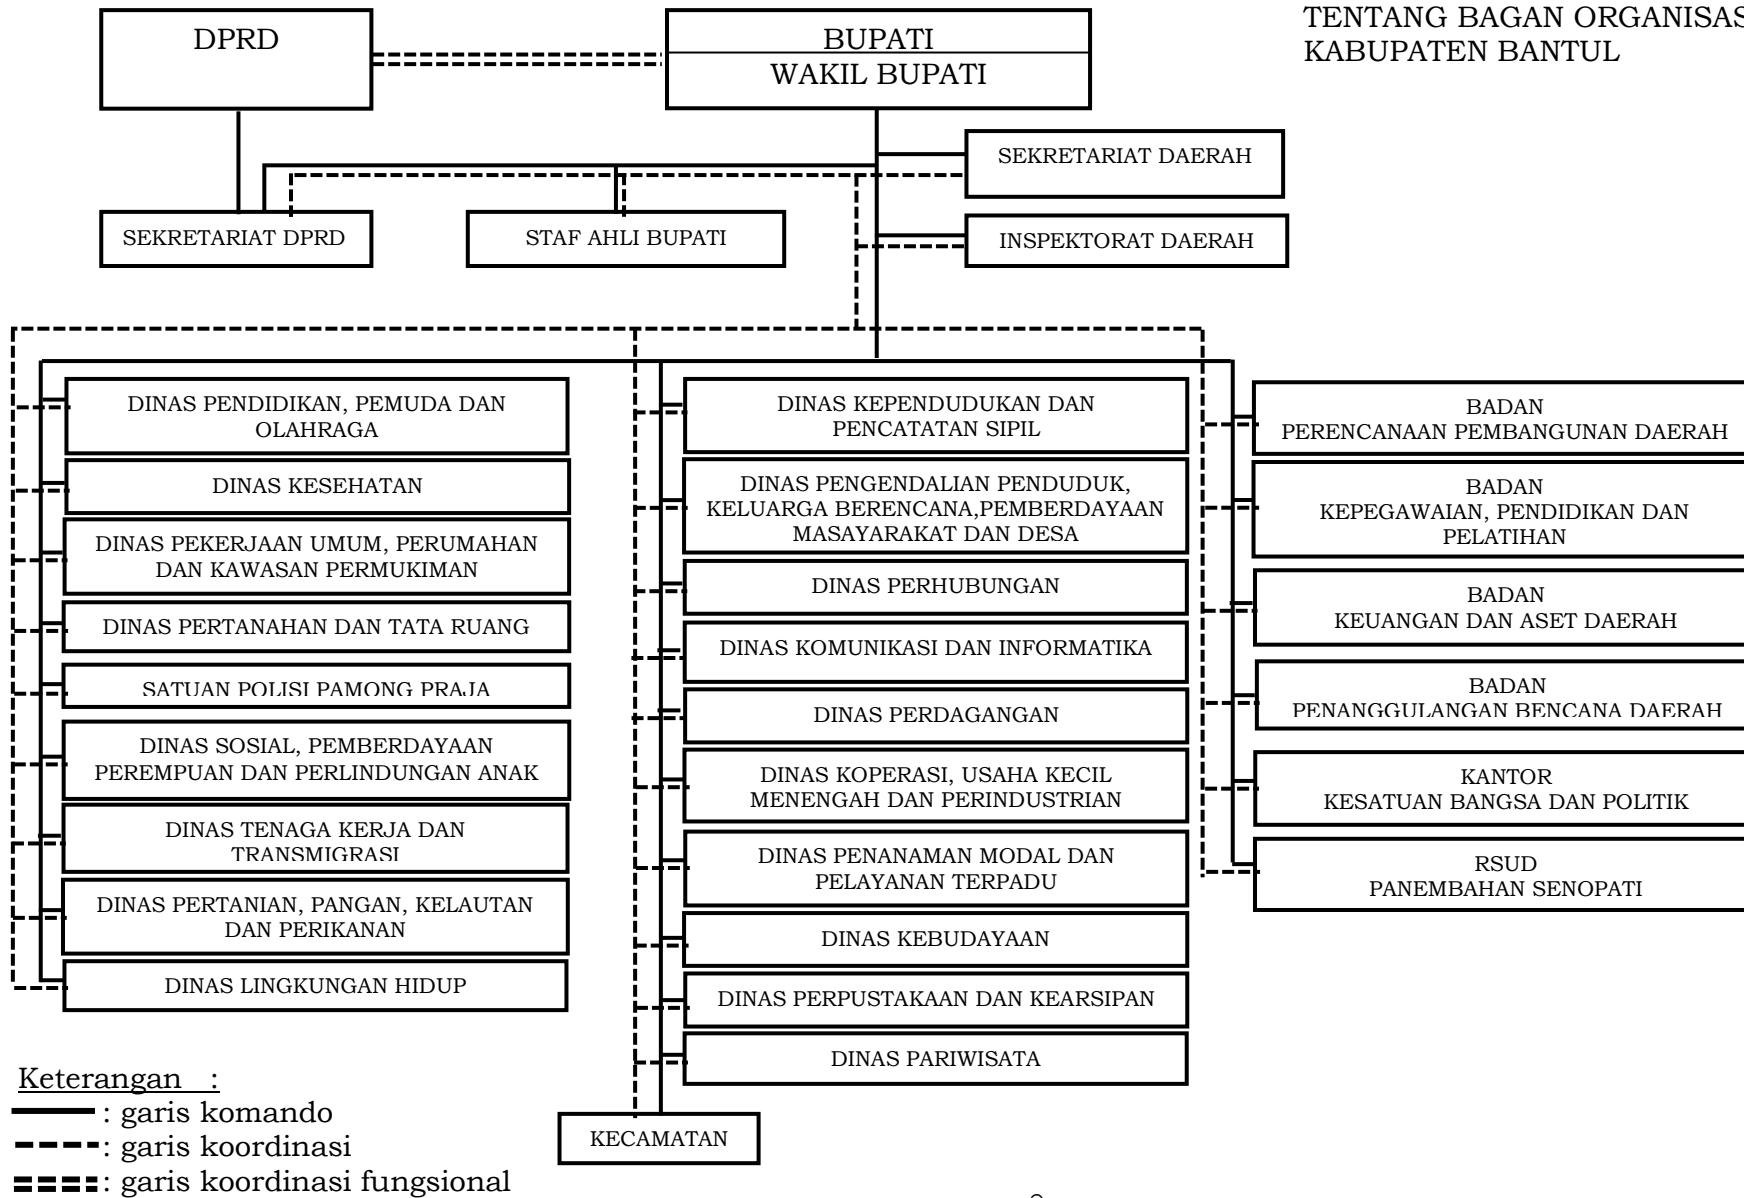 TENTANG BAGAN ORGANISAS
KABUPATEN BANTUL
DPRD
BUPATI
WAKIL BUPATI
SEKRETARIAT DAERAH
SEKRETARIAT DPRD
STAF AHLI BUPATI
INSPEKTORAT DAERAH
DINAS PENDIDIKAN, PEMUDA DAN
OLAHRAGA
DINAS KESEHATAN
DINAS PEKERJAAN UMUM, PERUMAHAN
DAN KAWASAN PERMUKIMAN
DINAS PERTANAHAN DAN TATA RUANG
SATUAN POLISI PAMONG PRAJA
DINAS SOSIAL, PEMBERDAYAAN
PEREMPUAN DAN PERLINDUNGAN ANAK
DINAS TENAGA KERJA DAN
TRANSMIGRASI
DINAS PERTANIAN, PANGAN, KELAUTAN
DAN PERIKANAN
DINAS LINGKUNGAN HIDUP
DINAS KEPENDUDUKAN DAN
PENCATATAN SIPIL
DINAS PENGENDALIAN PENDUDUK,
KELUARGA BERENCANA,PEMBERDAYAAN
MASAYARAKAT DAN DESA
DINAS PERHUBUNGAN
DINAS KOMUNIKASI DAN INFORMATIKA
DINAS PERDAGANGAN
DINAS KOPERASI, USAHA KECIL
MENENGAH DAN PERINDUSTRIAN
DINAS PENANAMAN MODAL DAN
PELAYANAN TERPADU
DINAS KEBUDAYAAN
DINAS PERPUSTAKAAN DAN KEARSIPAN
DINAS PARIWISATA
KECAMATAN
BADAN
PERENCANAAN PEMBANGUNAN DAERAH
BADAN
KEPEGAWAIAN, PENDIDIKAN DAN
PELATIHAN
BADAN
KEUANGAN DAN ASET DAERAH
BADAN
PENANGGULANGAN BENCANA DAERAH
KANTOR
KESATUAN BANGSA DAN POLITIK
RSUD
PANEMBAHAN SENOPATI
Keterangan :
: garis komando
: garis koordinasi
: garis koordinasi fungsional